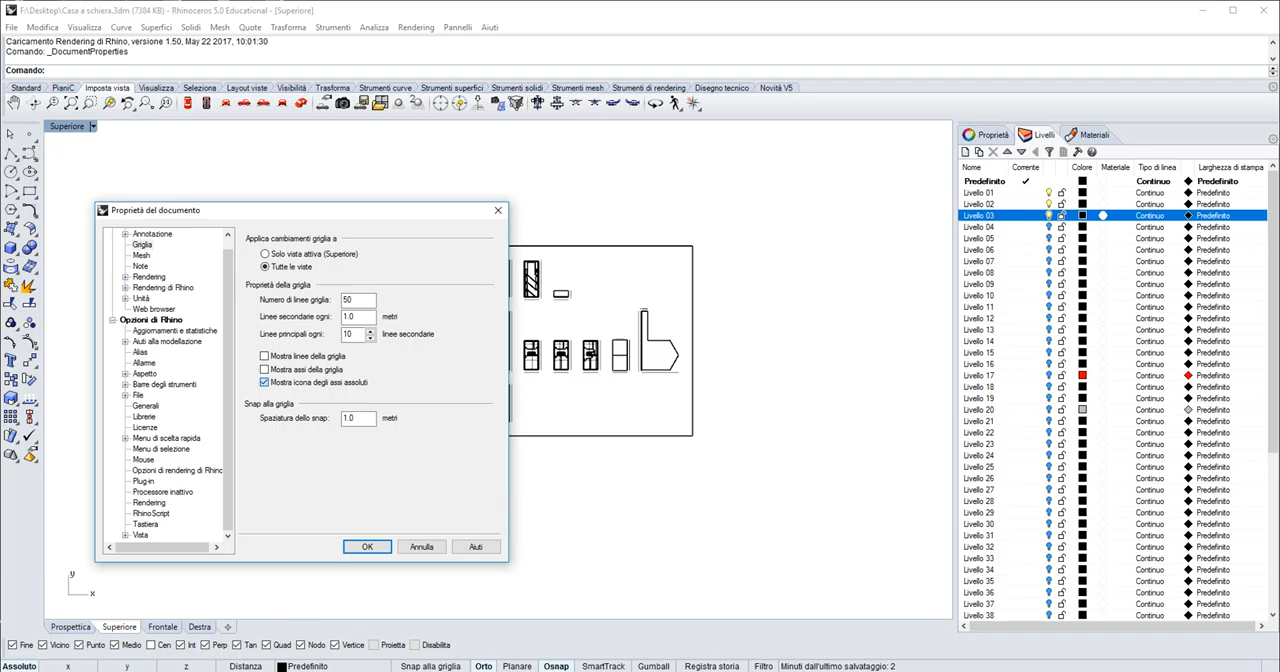 F:\Desktop\Casa a schiera.3dm (7384 KB) - Rhinoceros 5.0 Educational - [Superiore]
File Modifica Visualizza Curve Superfici Solidi Mesh Quote Trasforma Strumenti Analizza Rendering Pannelli Aiuti
Caricamento Rendering di Rhino, versione 1.50, May 22 2017, 10:01:30
Comando: _DocumentProperties
Comando:
Standard PianiC Imposta vista Visualizza Seleziona Layout viste Visibilità Trasforma Strumenti curve Strumenti superfici Strumenti solidi Strumenti mesh Strumenti di rendering Disegno tecnico Novità V5
Superiore
Proprietà del documento
Annotazione
Griglia
Mesh
Note
Rendering
Rendering di Rhino
Unità
Web browser
Opzioni di Rhino
Aggiornamenti e statistiche
Aiuti alla modellazione
Alias
Allarme
Aspetto
Barre degli strumenti
File
Generali
Librerie
Licenze
Menu di scelta rapida
Menu di selezione
Mouse
Opzioni di rendering di Rhino
Plug-in
Processore inattivo
Rendering
RhinoScript
Tastiera
Vista
Applica cambiamenti griglia a
Solo vista attiva (Superiore)
Tutte le viste
Proprietà della griglia
Numero di linee griglia: 50
Linee secondarie ogni: 1.0 metri
Linee principali ogni: 10 linee secondarie
Mostra linee della griglia
Mostra assi della griglia
Mostra icona degli assi assoluti
Snap alla griglia
Spaziatura dello snap: 1.0 metri
OK Annulla Aiuti
y
x
Proprietà Livelli Materiali
Nome Corrente Colore Materiale Tipo di linea Larghezza di stampa
Predefinito Continuo Predefinito
Livello 01 Continuo Predefinito
Livello 02 Continuo Predefinito
Livello 03 Continuo Predefinito
Livello 04 Continuo Predefinito
Livello 05 Continuo Predefinito
Livello 06 Continuo Predefinito
Livello 07 Continuo Predefinito
Livello 08 Continuo Predefinito
Livello 09 Continuo Predefinito
Livello 10 Continuo Predefinito
Livello 11 Continuo Predefinito
Livello 12 Continuo Predefinito
Livello 13 Continuo Predefinito
Livello 14 Continuo Predefinito
Livello 15 Continuo Predefinito
Livello 16 Continuo Predefinito
Livello 17 Continuo Predefinito
Livello 18 Continuo Predefinito
Livello 19 Continuo Predefinito
Livello 20 Continuo Predefinito
Livello 21 Continuo Predefinito
Livello 22 Continuo Predefinito
Livello 23 Continuo Predefinito
Livello 24 Continuo Predefinito
Livello 25 Continuo Predefinito
Livello 26 Continuo Predefinito
Livello 27 Continuo Predefinito
Livello 28 Continuo Predefinito
Livello 29 Continuo Predefinito
Livello 30 Continuo Predefinito
Livello 31 Continuo Predefinito
Livello 32 Continuo Predefinito
Livello 33 Continuo Predefinito
Livello 34 Continuo Predefinito
Livello 35 Continuo Predefinito
Livello 36 Continuo Predefinito
Livello 37 Continuo Predefinito
Livello 38 Continuo Predefinito
Prospettica Superiore Frontale Destra
Fine Vicino Punto Medio Cen Int Perp Tan Quad Nodo Vertice Proietta Disabilita
Assoluto x y z Distanza Predefinito Snap alla griglia Orto Planare Osnap SmartTrack Gumball Registra storia Filtro Minuti dall'ultimo salvataggio: 2